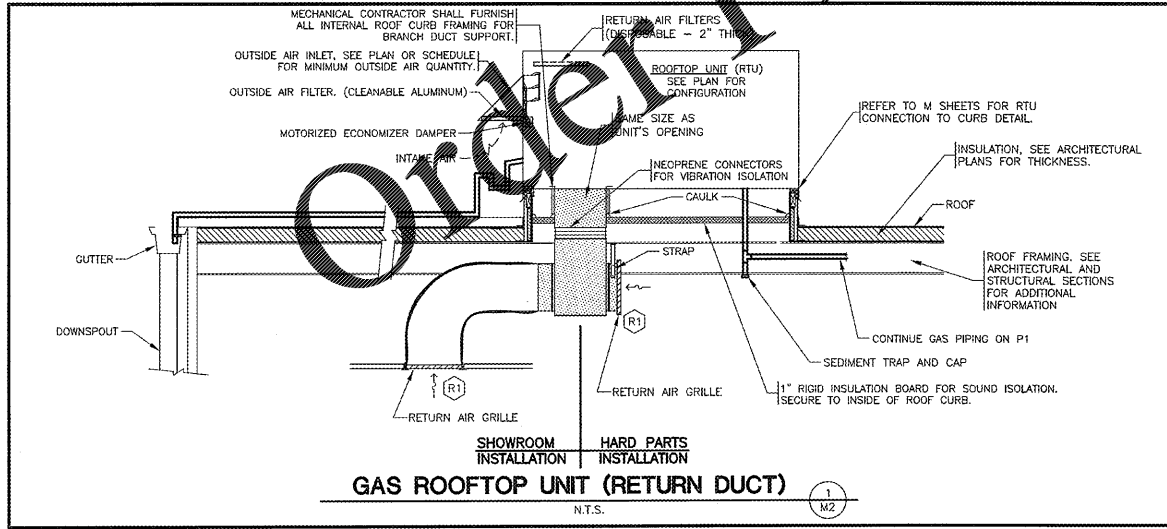 MECHANICAL CONTRACTOR SHALL FURNISH
ALL INTERNAL ROOF CURB FRAMING FOR
BRANCH DUCT SUPPORT.
OUTSIDE AIR INLET, SEE PLAN OR SCHEDULE
FOR MINIMUM OUTSIDE AIR QUANTITY.
OUTSIDE AIR FILTER. (CLEANABLE ALUMINUM)
MOTORIZED ECONOMIZER DAMPER
INTAKE AIR
RETURN AIR FILTERS
(DISPOSABLE - 2" THICK
ROOFTOP UNIT (RTU)
SEE PLAN FOR
CONFIGURATION
SAME SIZE AS
UNIT'S OPENING
NEOPRENE CONNECTORS
FOR VIBRATION ISOLATION
CAULK
REFER TO M SHEETS FOR RTU
CONNECTION TO CURB DETAIL.
INSULATION, SEE ARCHITECTURAL
PLANS FOR THICKNESS.
ROOF
GUTTER
STRAP
ROOF FRAMING. SEE
ARCHITECTURAL AND
STRUCTURAL SECTIONS
FOR ADDITIONAL
INFORMATION
DOWNSPOUT
R1
CONTINUE GAS PIPING ON P1
SEDIMENT TRAP AND CAP
R1
RETURN AIR GRILLE
1" RIGID INSULATION BOARD FOR SOUND ISOLATION.
SECURE TO INSIDE OF ROOF CURB.
RETURN AIR GRILLE
SHOWROOM INSTALLATION
HARD PARTS INSTALLATION
GAS ROOFTOP UNIT (RETURN DUCT)
1
M2
N.T.S.
Order